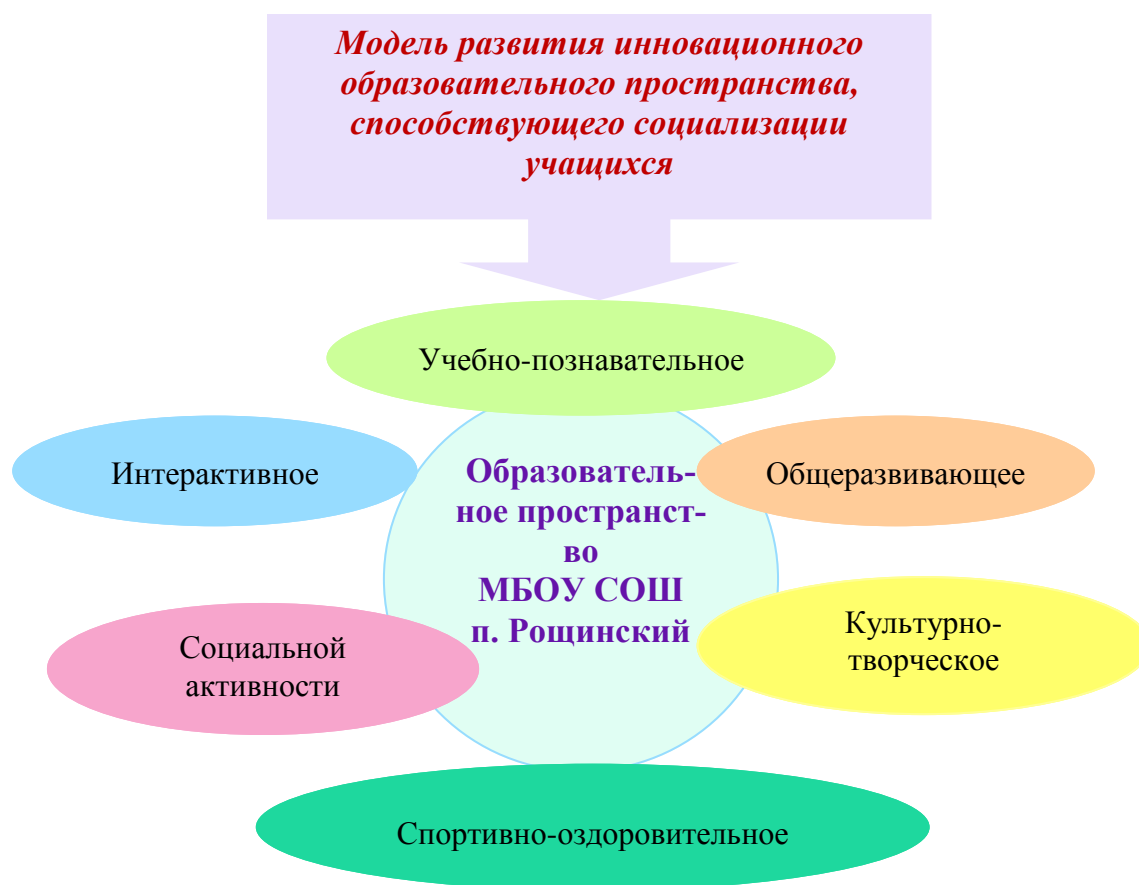 Модель развития инновационного
образовательного пространства,
способствующего социализации
учащихся
Учебно-познавательное
Интерактивное
Образователь-
ное пространст-
во
МБОУ СОШ
п. Рощинский
Общеразвивающее
Социальной
активности
Культурно-
творческое
Спортивно-оздоровительное